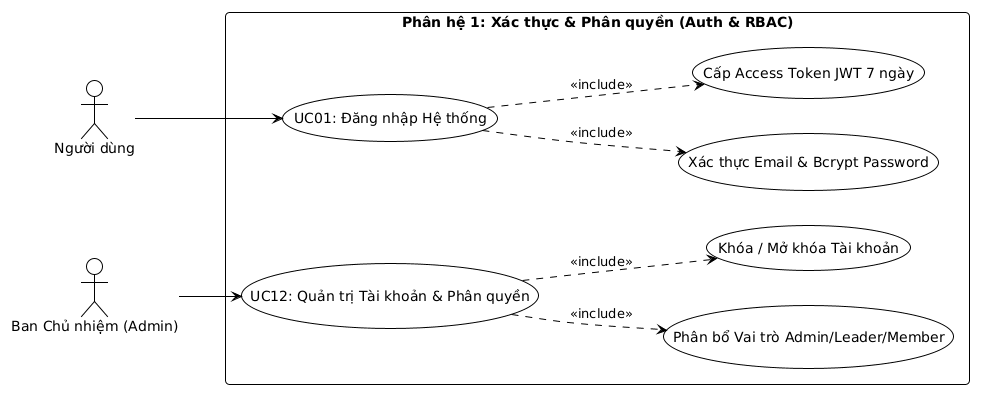 Phân hệ 1: Xác thực & Phân quyền (Auth & RBAC)
Cấp Access Token JWT 7 ngày
«include»
UC01: Đăng nhập Hệ thống
«include»
Người dùng
Xác thực Email & Bcrypt Password
Khóa / Mở khóa Tài khoản
«include»
UC12: Quản trị Tài khoản & Phân quyền
«include»
Ban Chủ nhiệm (Admin)
Phân bổ Vai trò Admin/Leader/Member